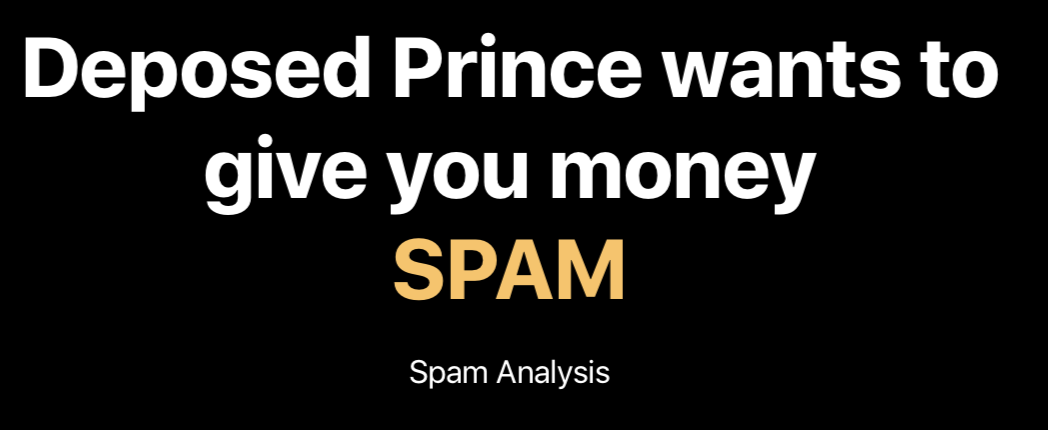 Deposed Prince wants to
give you money
SPAM
Spam Analysis